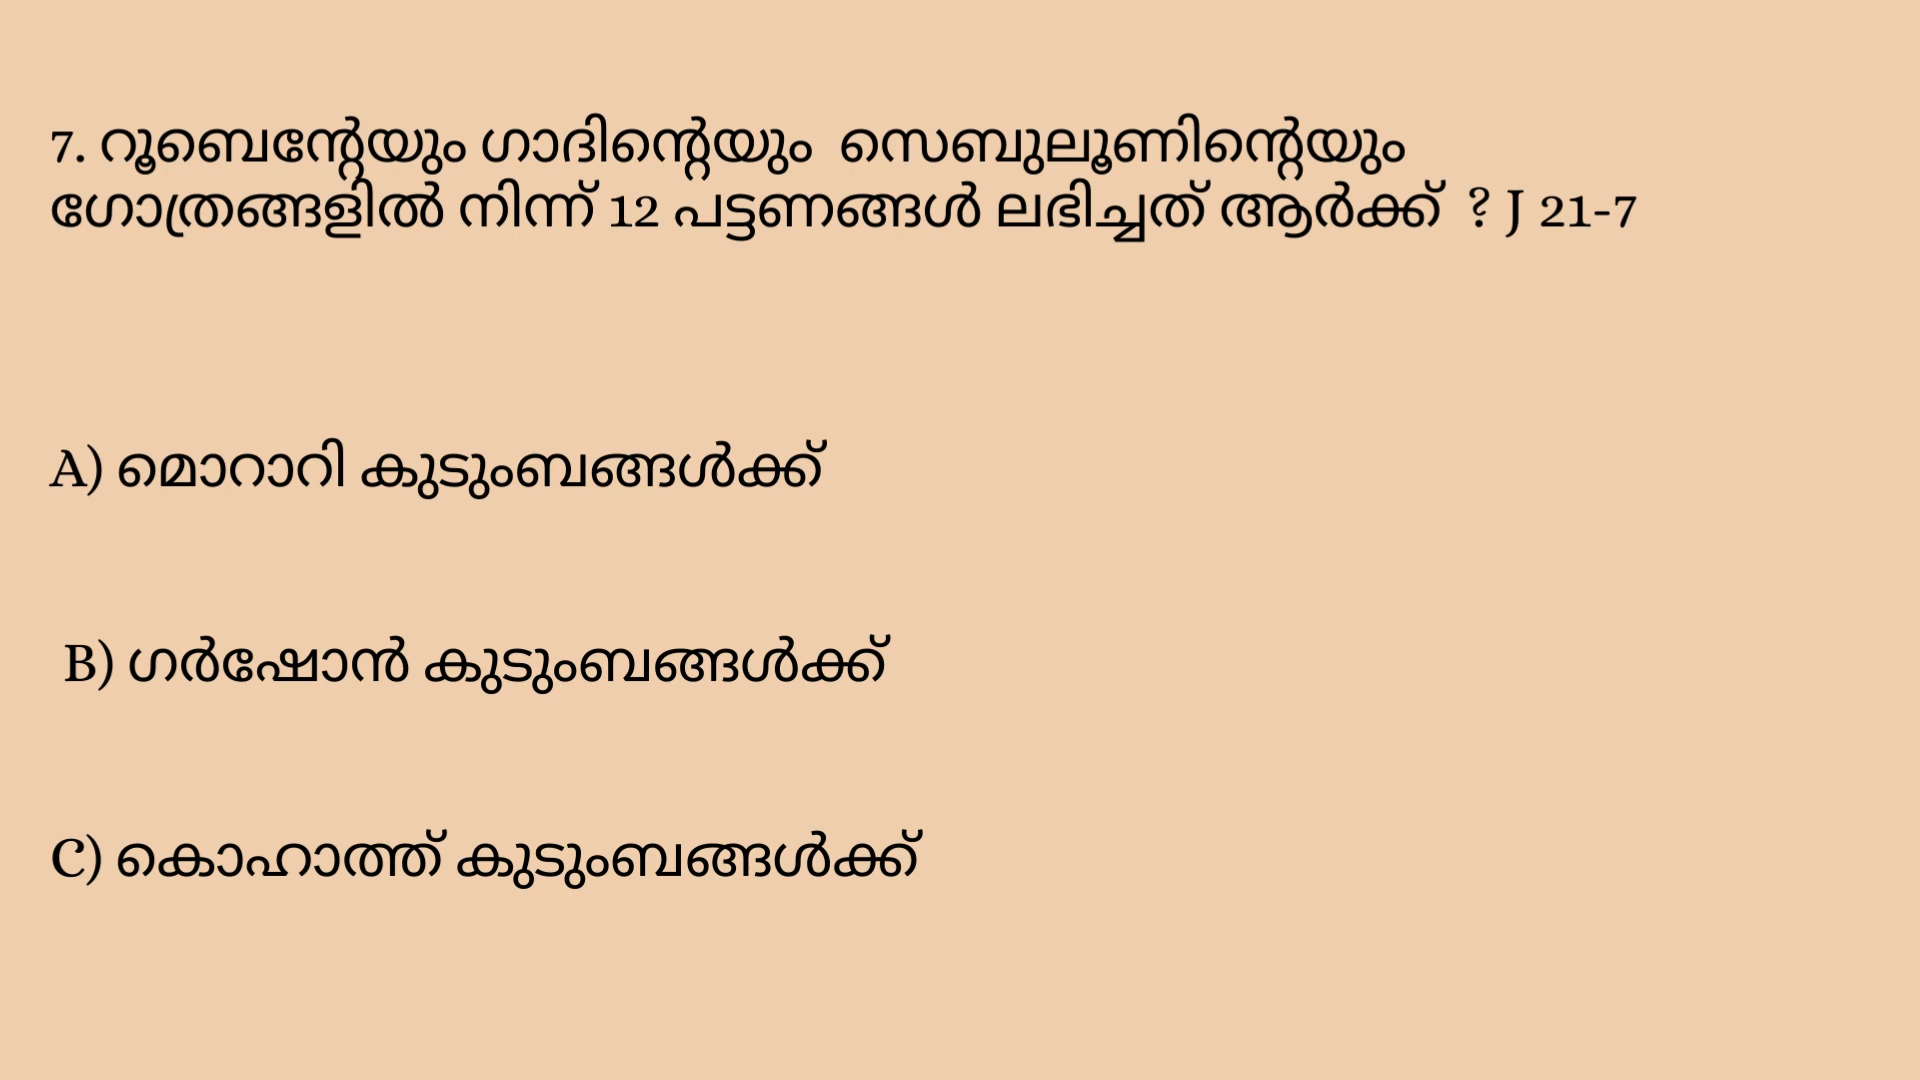 7. റൂബെന്റേയും ഗാദിന്റെയും സെബുലൂണിന്റെയും
ഗോത്രങ്ങളിൽ നിന്ന് 12 പട്ടണങ്ങൾ ലഭിച്ചത് ആർക്ക് ? J 21-7
A) മൊറാറി കുടുംബങ്ങൾക്ക്
B) ഗർഷോൻ കുടുംബങ്ങൾക്ക്
C) കൊഹാത്ത് കുടുംബങ്ങൾക്ക്